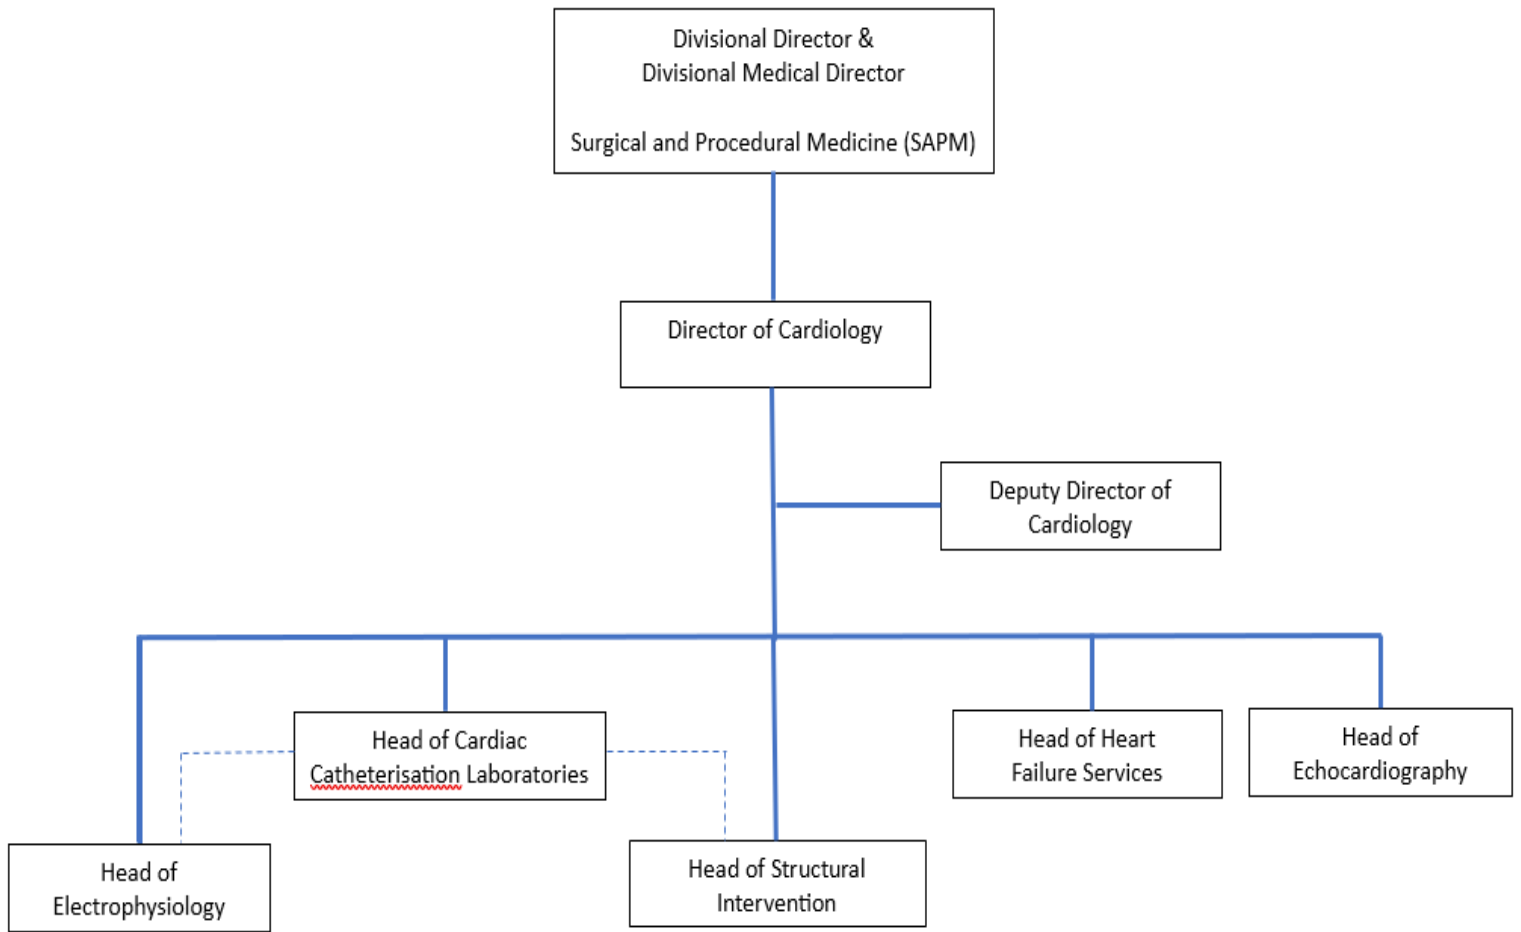 Divisional Director &
Divisional Medical Director
Surgical and Procedural Medicine (SAPM)
Director of Cardiology
Deputy Director of
Cardiology
Head of Cardiac
Catheterisation Laboratories
Head of Heart
Failure Services
Head of
Echocardiography
Head of
Electrophysiology
Head of Structural
Intervention